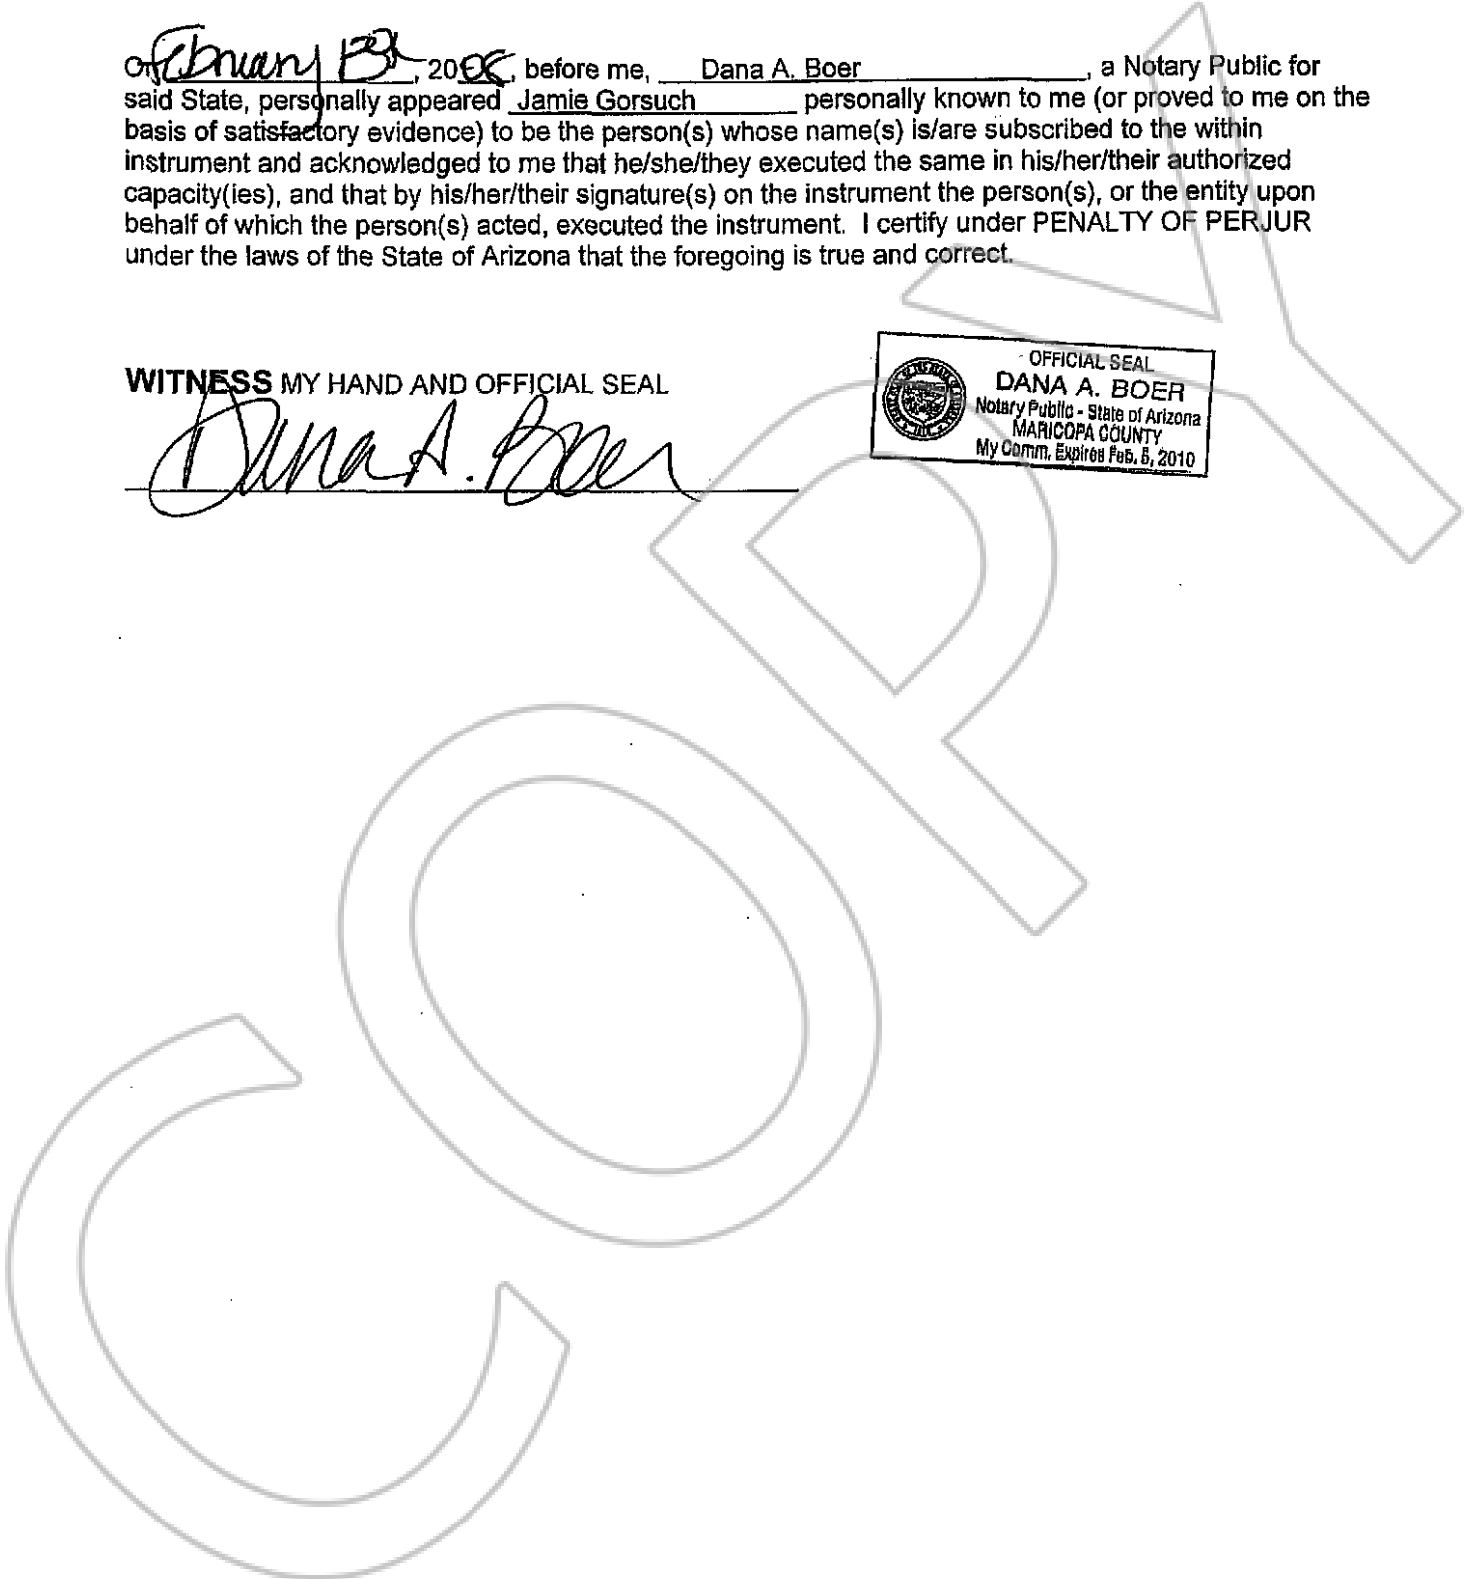 On February 13th, 20 , before me, Dana A. Boer , a Notary Public for
said State, personally appeared Jamie Gorsuch personally known to me (or proved to me on the
basis of satisfactory evidence) to be the person(s) whose name(s) is/are subscribed to the within
instrument and acknowledged to me that he/she/they executed the same in his/her/their authorized
capacity(ies), and that by his/her/their signature(s) on the instrument the person(s), or the entity upon
behalf of which the person(s) acted, executed the instrument. I certify under PENALTY OF PERJUR
under the laws of the State of Arizona that the foregoing is true and correct.
WITNESS MY HAND AND OFFICIAL SEAL
Dana A. Boer
OFFICIAL SEAL
DANA A. BOER
Notary Public - State of Arizona
MARICOPA COUNTY
My Comm. Expires Feb. 5, 2010
COPY